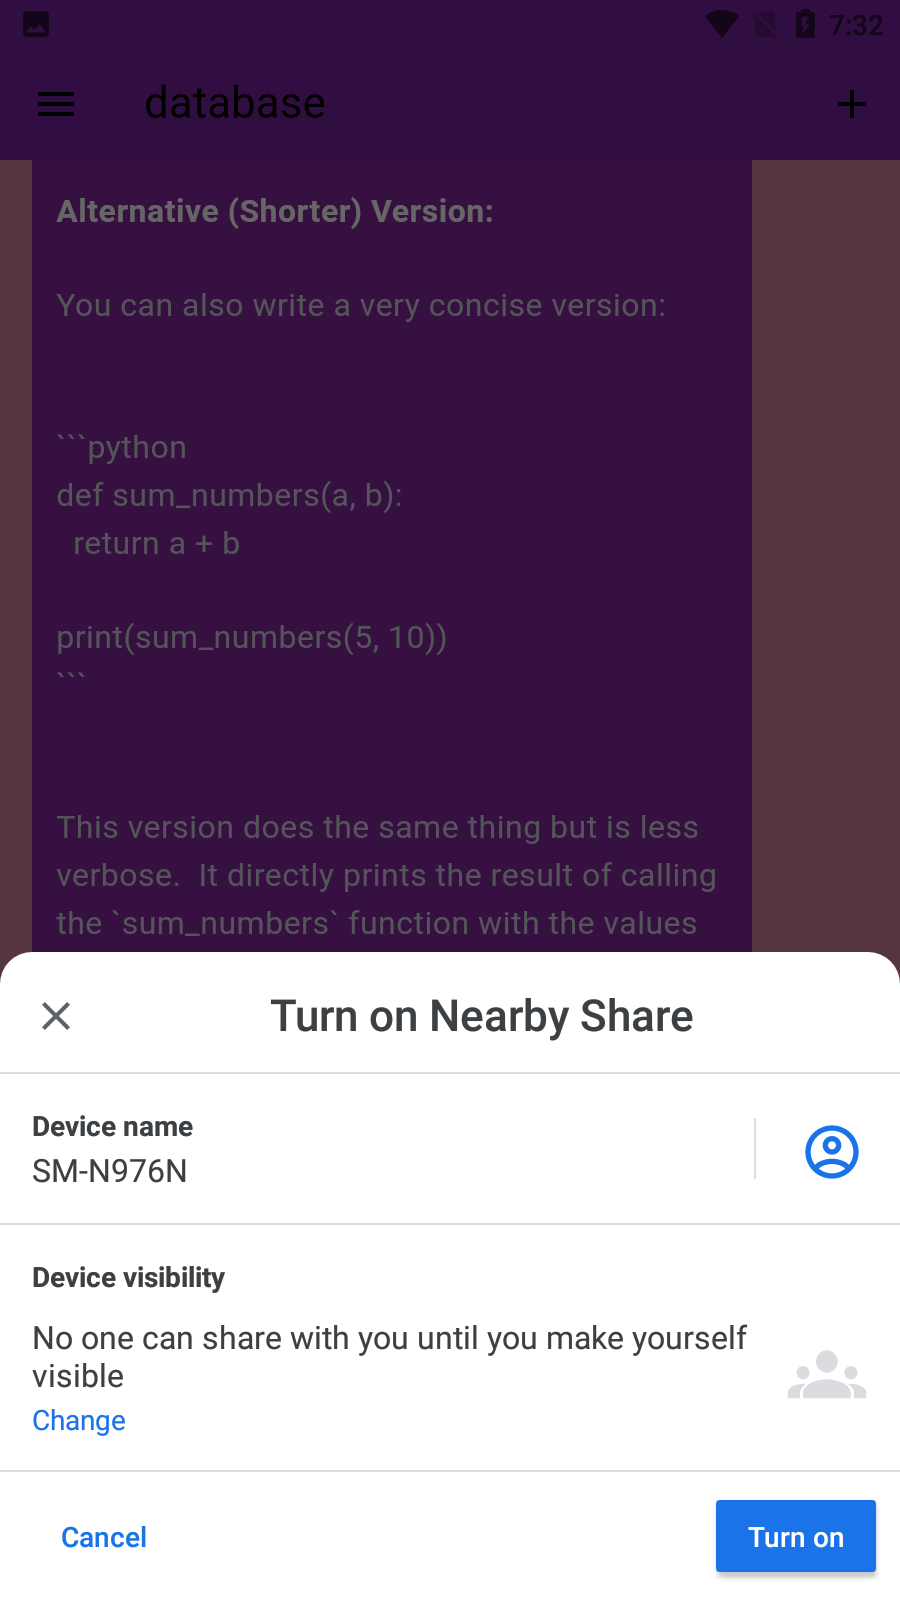 7:32
database
Alternative (Shorter) Version:
You can also write a very concise version:
```python
def sum_numbers(a, b):
  return a + b
print(sum_numbers(5, 10))
```
This version does the same thing but is less
verbose.  It directly prints the result of calling
the `sum_numbers` function with the values
Turn on Nearby Share
Device name
SM-N976N
Device visibility
No one can share with you until you make yourself
visible
Change
Cancel
Turn on